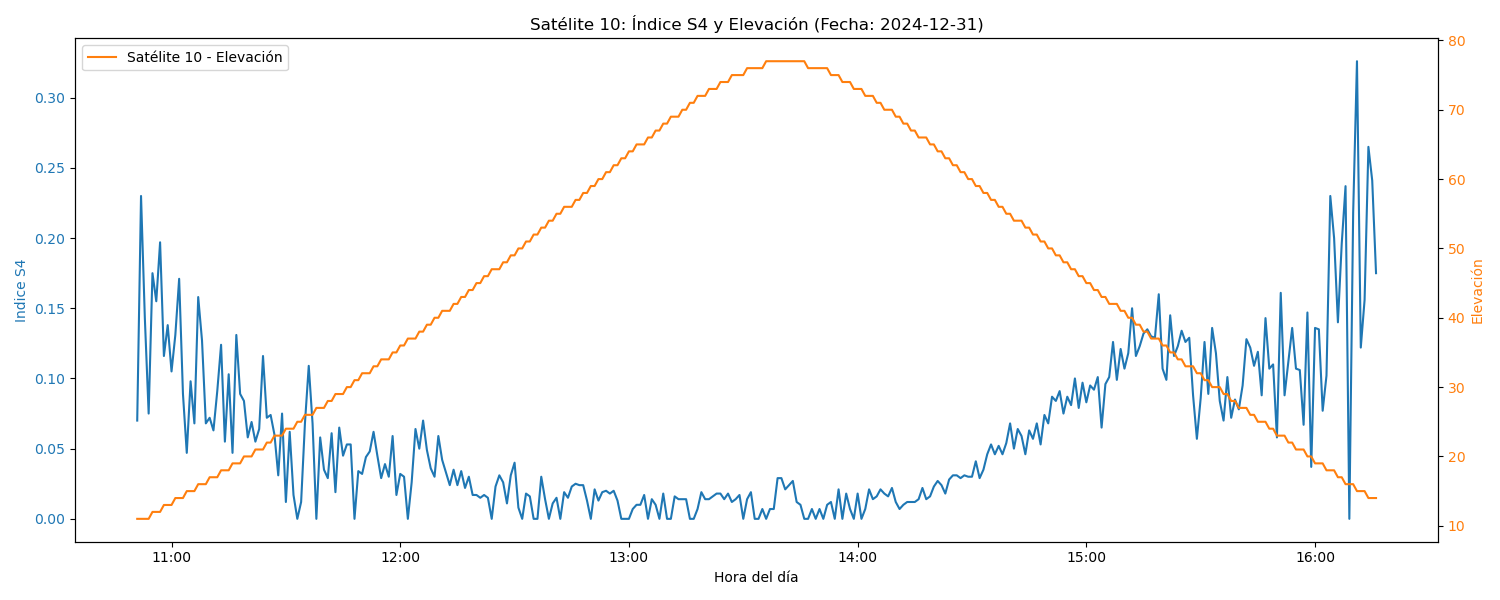 Satélite 10: Índice S4 y Elevación (Fecha: 2024-12-31)
Satélite 10 - Elevación
Indice S4
0.30
0.25
0.20
0.15
0.10
0.05
0.00
80
70
60
50
40
30
20
10
Elevación
11:00 12:00 13:00 14:00 15:00 16:00
Hora del día